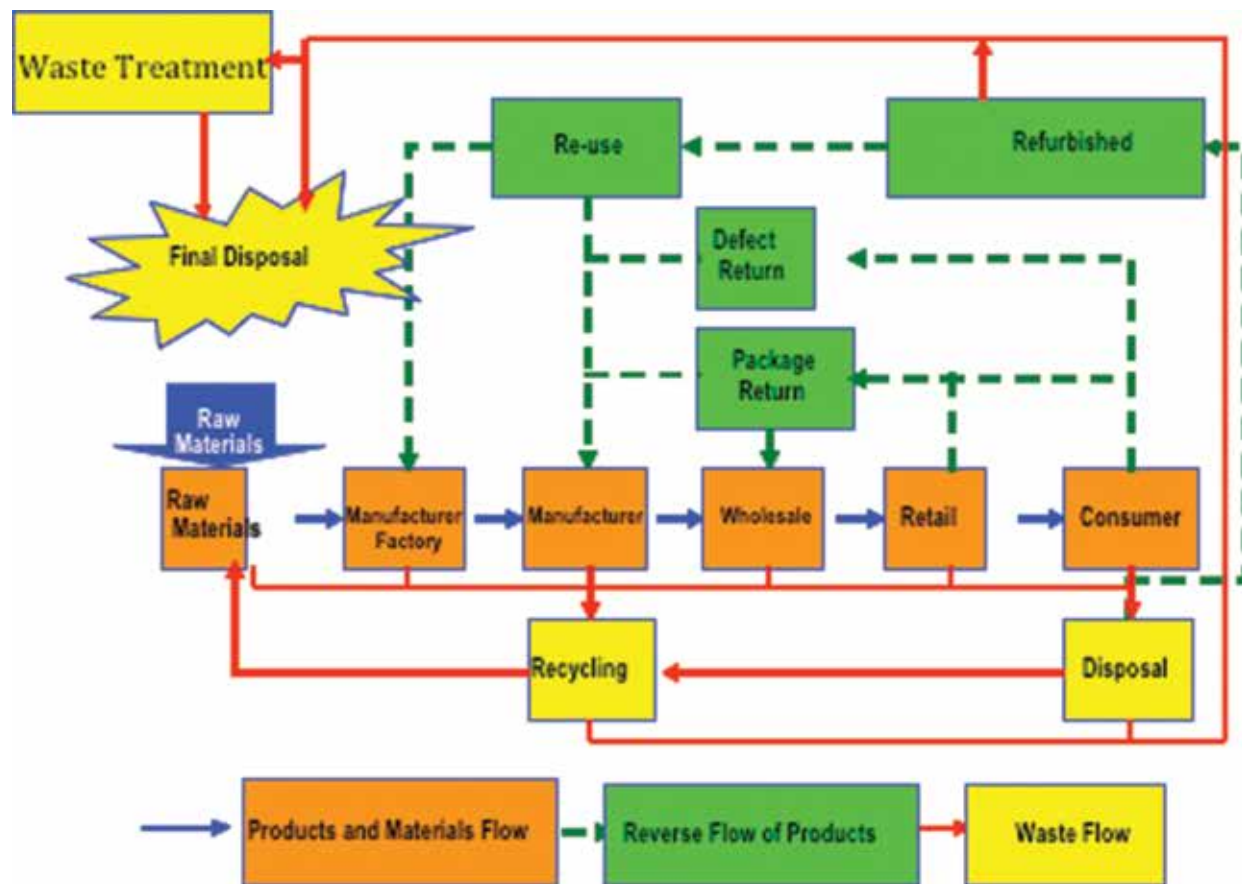 Waste Treatment
Re-use
Refurbished
Defect
Return
Final Disposal
Package
Return
Raw
Materials
Raw
Materials
Manufacturer
Factory
Manufacturer
Wholesale
Retail
Consumer
Recycling
Disposal
Products and Materials Flow
Reverse Flow of Products
Waste Flow